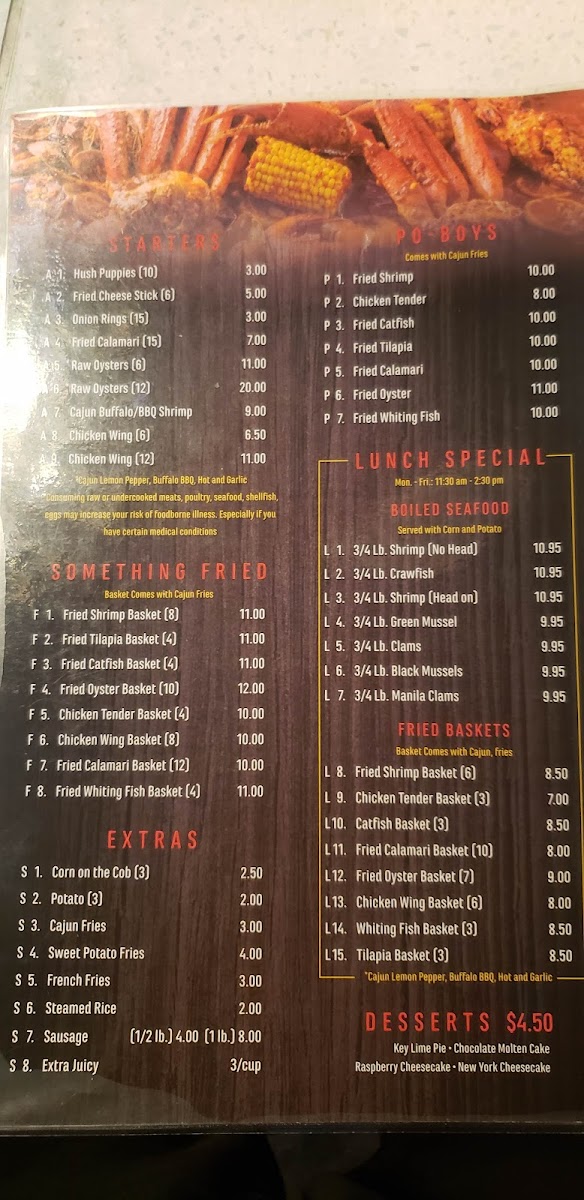 STARTERS
A 1. Hush Puppies (10) 3.00
A 2. Fried Cheese Stick (6) 5.00
A 3. Onion Rings (15) 3.00
A 4. Fried Calamari (15) 7.00
A 5. *Raw Oysters (6) 11.00
A 6. *Raw Oysters (12) 20.00
A 7. Cajun Buffalo/BBQ Shrimp 9.00
A 8. Chicken Wing (6) 6.50
A 9. Chicken Wing (12) 11.00
*Cajun Lemon Pepper, Buffalo BBQ, Hot and Garlic
*Consuming raw or undercooked meats, poultry, seafood, shellfish,
eggs may increase your risk of foodborne illness. Especially if you
have certain medical conditions
SOMETHING FRIED
Basket Comes with Cajun Fries
F 1. Fried Shrimp Basket (8) 11.00
F 2. Fried Tilapia Basket (4) 11.00
F 3. Fried Catfish Basket (4) 11.00
F 4. Fried Oyster Basket (10) 12.00
F 5. Chicken Tender Basket (4) 10.00
F 6. Chicken Wing Basket (8) 10.00
F 7. Fried Calamari Basket (12) 10.00
F 8. Fried Whiting Fish Basket (4) 11.00
EXTRAS
S 1. Corn on the Cob (3) 2.50
S 2. Potato (3) 2.00
S 3. Cajun Fries 3.00
S 4. Sweet Potato Fries 4.00
S 5. French Fries 3.00
S 6. Steamed Rice 2.00
S 7. Sausage (1/2 lb.) 4.00 (1 lb.) 8.00
S 8. Extra Juicy 3/cup
PO-BOYS
Comes with Cajun Fries
P 1. Fried Shrimp 10.00
P 2. Chicken Tender 8.00
P 3. Fried Catfish 10.00
P 4. Fried Tilapia 10.00
P 5. Fried Calamari 10.00
P 6. Fried Oyster 11.00
P 7. Fried Whiting Fish 10.00
LUNCH SPECIAL
Mon. - Fri.: 11:30 am - 2:30 pm
BOILED SEAFOOD
Served with Corn and Potato
L 1. 3/4 Lb. Shrimp (No Head) 10.95
L 2. 3/4 Lb. Crawfish 10.95
L 3. 3/4 Lb. Shrimp (Head on) 10.95
L 4. 3/4 Lb. Green Mussel 9.95
L 5. 3/4 Lb. Clams 9.95
L 6. 3/4 Lb. Black Mussels 9.95
L 7. 3/4 Lb. Manila Clams 9.95
FRIED BASKETS
Basket Comes with Cajun, fries
L 8. Fried Shrimp Basket (6) 8.50
L 9. Chicken Tender Basket (3) 7.00
L10. Catfish Basket (3) 8.50
L11. Fried Calamari Basket (10) 8.00
L12. Fried Oyster Basket (7) 9.00
L13. Chicken Wing Basket (6) 8.00
L14. Whiting Fish Basket (3) 8.50
L15. Tilapia Basket (3) 8.50
*Cajun Lemon Pepper, Buffalo BBQ, Hot and Garlic
DESSERTS $4.50
Key Lime Pie • Chocolate Molten Cake
Raspberry Cheesecake • New York Cheesecake